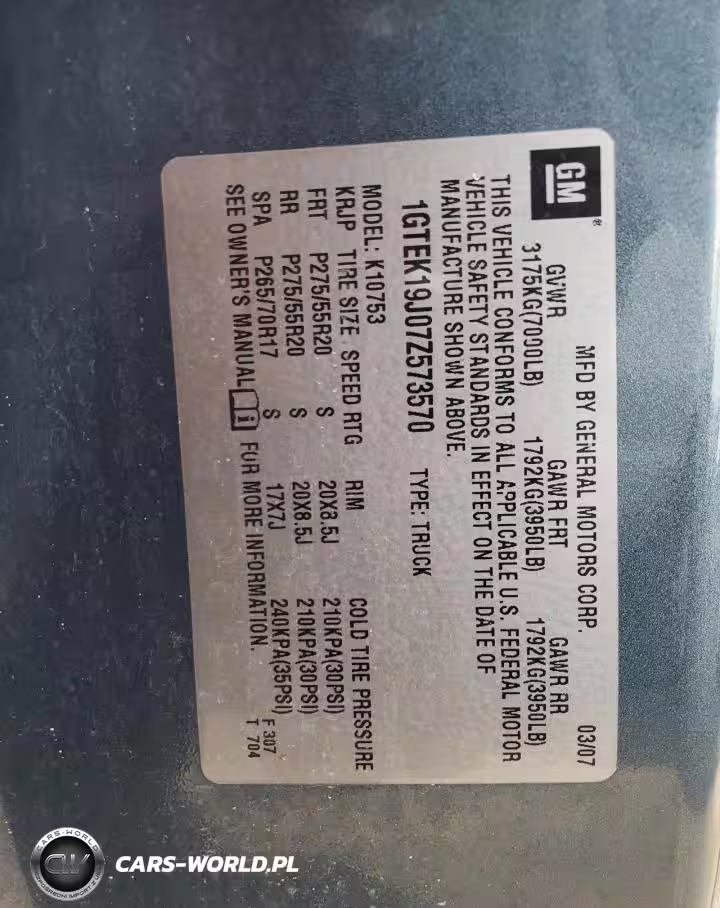 GM®
MFD BY GENERAL MOTORS CORP. 03/07
GVWR GAWR FRT GAWR RR
3175KG(7000LB) 1792KG(3950LB) 1792KG(3950LB)
THIS VEHICLE CONFORMS TO ALL APPLICABLE U.S. FEDERAL MOTOR
VEHICLE SAFETY STANDARDS IN EFFECT ON THE DATE OF
MANUFACTURE SHOWN ABOVE.
1GTEK19J07Z573570 TYPE: TRUCK
MODEL: K10753
KRJP TIRE SIZE SPEED RTG RIM COLD TIRE PRESSURE
FRT P275/55R20 S 20X8.5J 210KPA(30PSI)
RR P275/55R20 S 20X8.5J 210KPA(30PSI)
SPA P265/70R17 S 17X7J 240KPA(35PSI)
SEE OWNER'S MANUAL i FOR MORE INFORMATION.
F 307
T 704
CARS-WORLD
CW
CARS-WORLD.PL